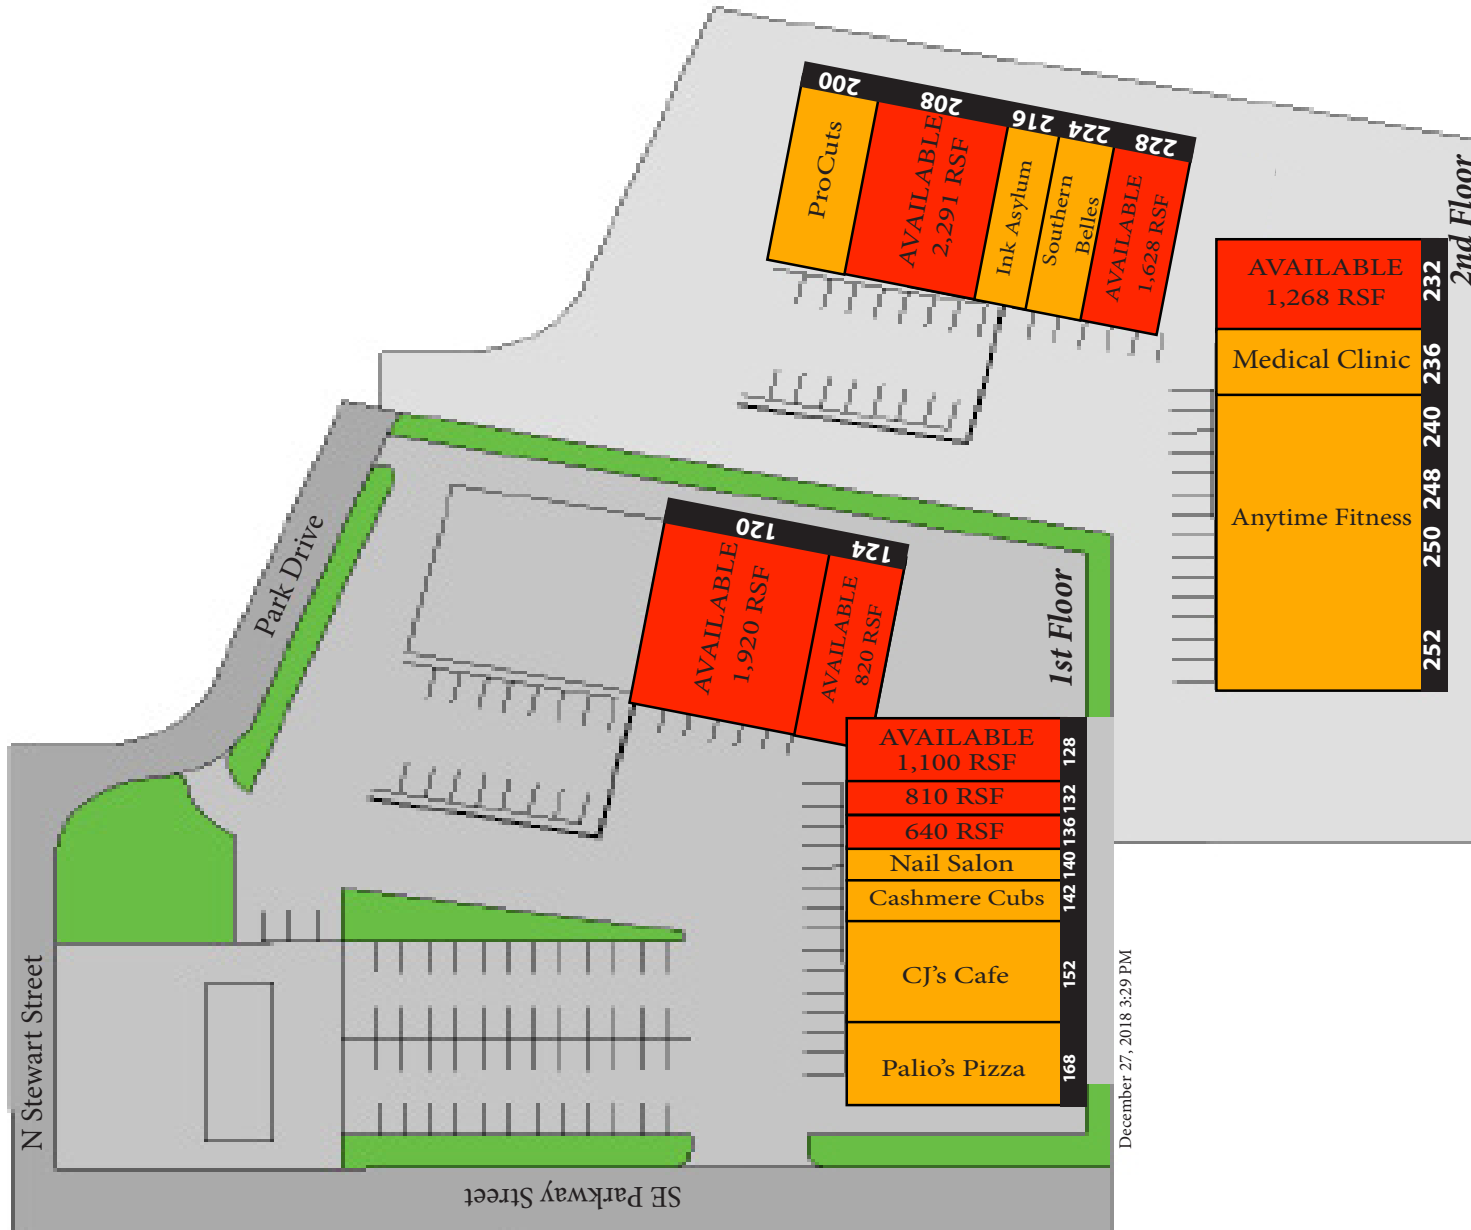 200
208
216
224
228
ProCuts
AVAILABLE
2,291 RSF
Ink Asylum
Southern
Belles
AVAILABLE
1,628 RSF
2nd Floor
AVAILABLE
1,268 RSF
232
Medical Clinic
236
240
248
Anytime Fitness
250
252
Park Drive
120
124
AVAILABLE
1,920 RSF
AVAILABLE
820 RSF
1st Floor
AVAILABLE
1,100 RSF
128
810 RSF
132
640 RSF
136
Nail Salon
140
Cashmere Cubs
142
CJ's Cafe
152
Palio's Pizza
168
N Stewart Street
SE Parkway Street
December 27, 2018 3:29 PM